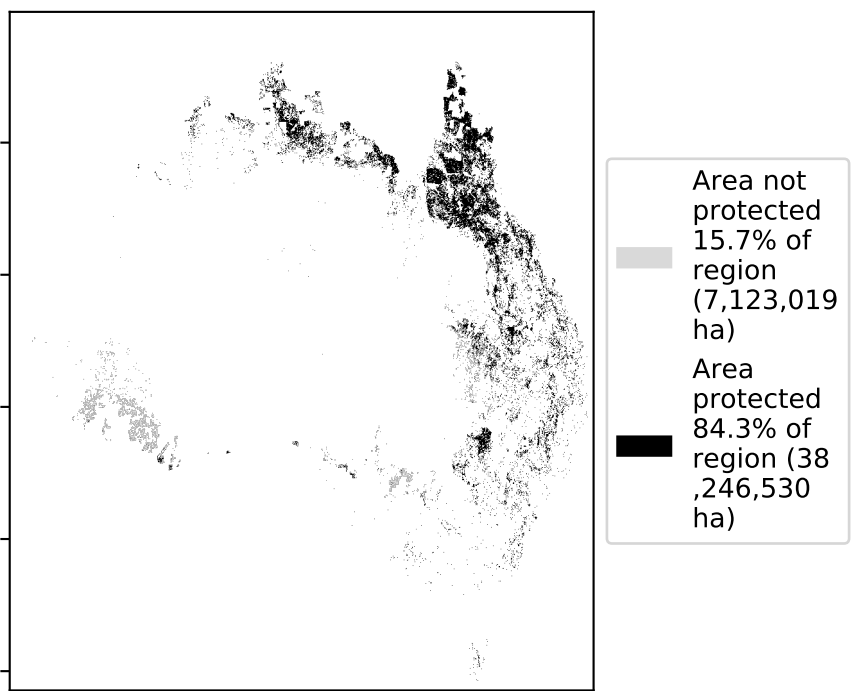 Area not
protected
15.7% of
region
(7,123,019
ha)
Area
protected
84.3% of
region (38
,246,530
ha)